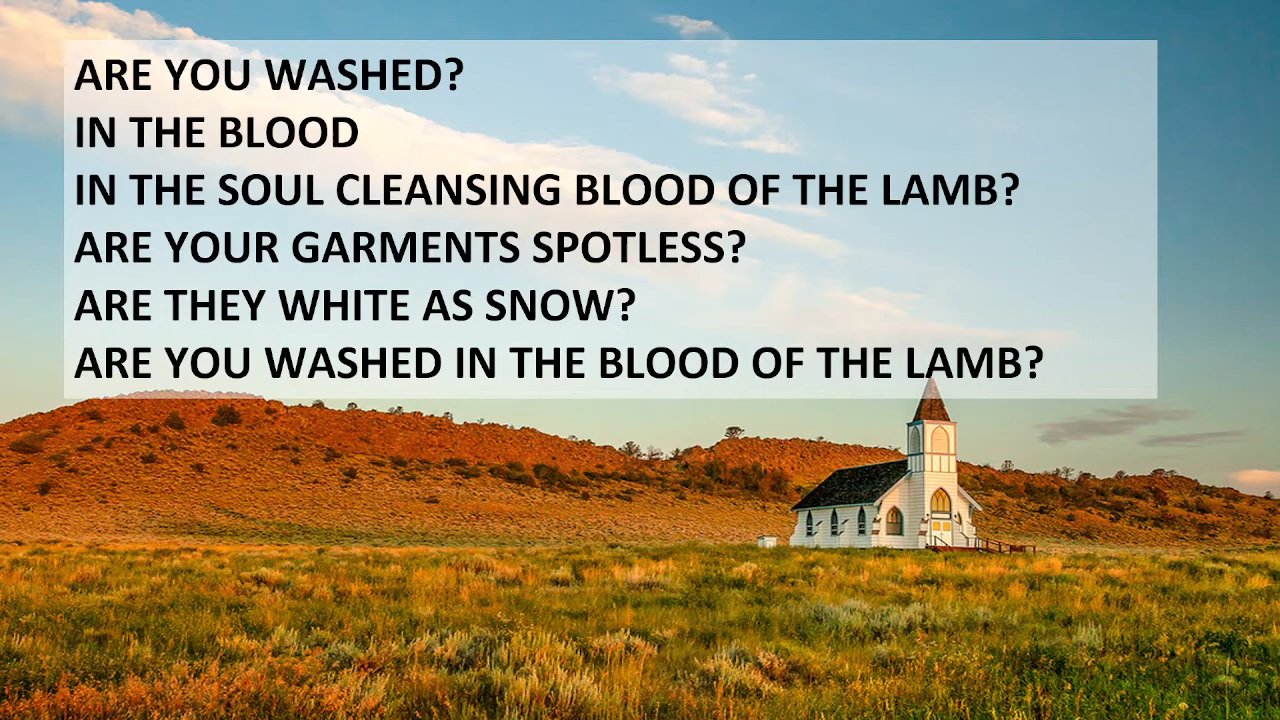 ARE YOU WASHED?
IN THE BLOOD
IN THE SOUL CLEANSING BLOOD OF THE LAMB?
ARE YOUR GARMENTS SPOTLESS?
ARE THEY WHITE AS SNOW?
ARE YOU WASHED IN THE BLOOD OF THE LAMB?